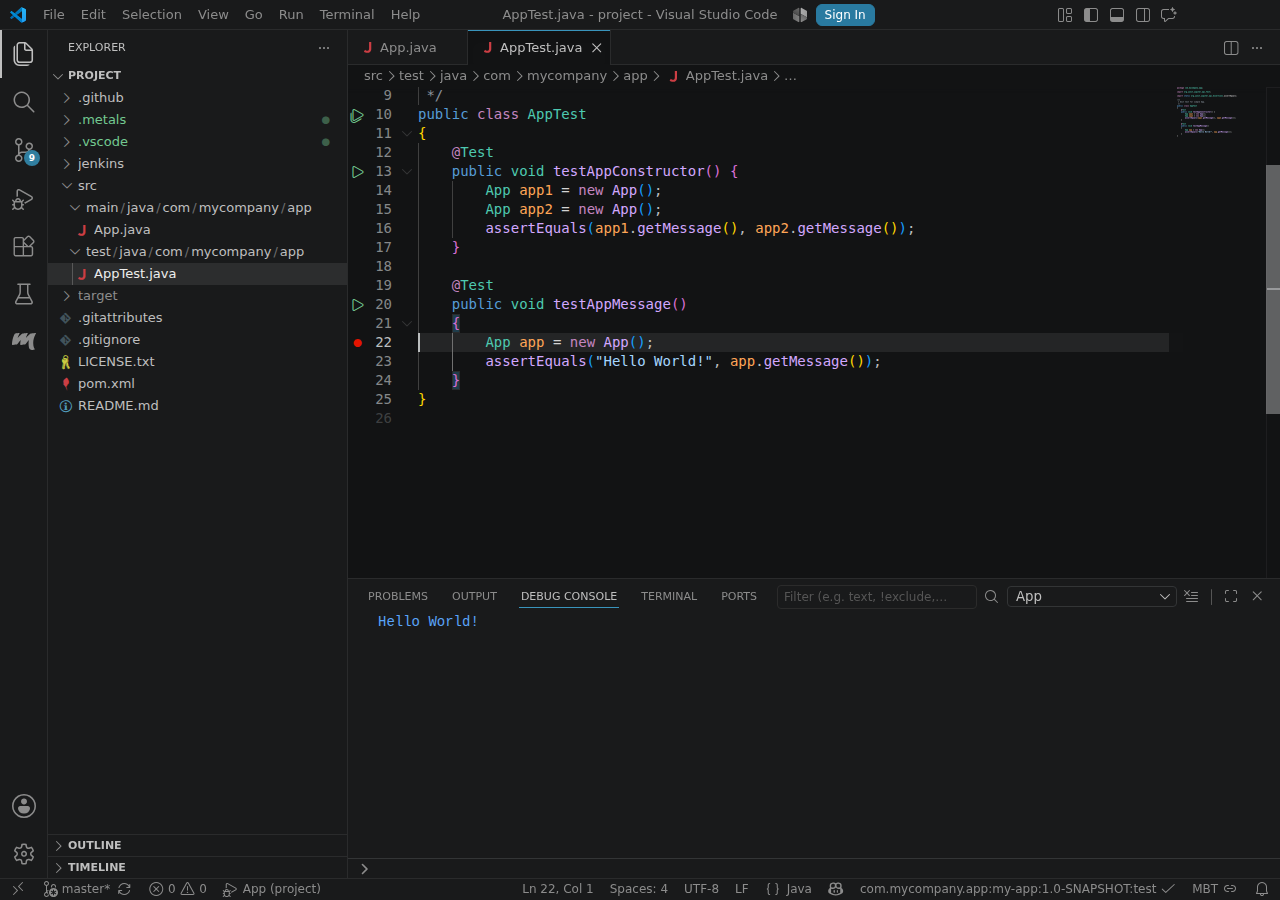 File Edit Selection View Go Run Terminal Help
AppTest.java - project - Visual Studio Code
Sign In
EXPLORER
PROJECT
.github
.metals
.vscode
jenkins
src
main/java/com/mycompany/app
App.java
test/java/com/mycompany/app
AppTest.java
target
.gitattributes
.gitignore
LICENSE.txt
pom.xml
README.md
OUTLINE
TIMELINE
9
App.java
AppTest.java
src > test > java > com > mycompany > app > AppTest.java > ...
9 */
10 public class AppTest
11 {
12 @Test
13 public void testAppConstructor() {
14 App app1 = new App();
15 App app2 = new App();
16 assertEquals(app1.getMessage(), app2.getMessage());
17 }
18
19 @Test
20 public void testAppMessage()
21 {
22 App app = new App();
23 assertEquals("Hello World!", app.getMessage());
24 }
25 }
26
PROBLEMS OUTPUT DEBUG CONSOLE TERMINAL PORTS
Filter (e.g. text, !exclude,...
App
Hello World!
master* 0 0 App (project)
Ln 22, Col 1 Spaces: 4 UTF-8 LF { } Java com.mycompany.app:my-app:1.0-SNAPSHOT:test MBT